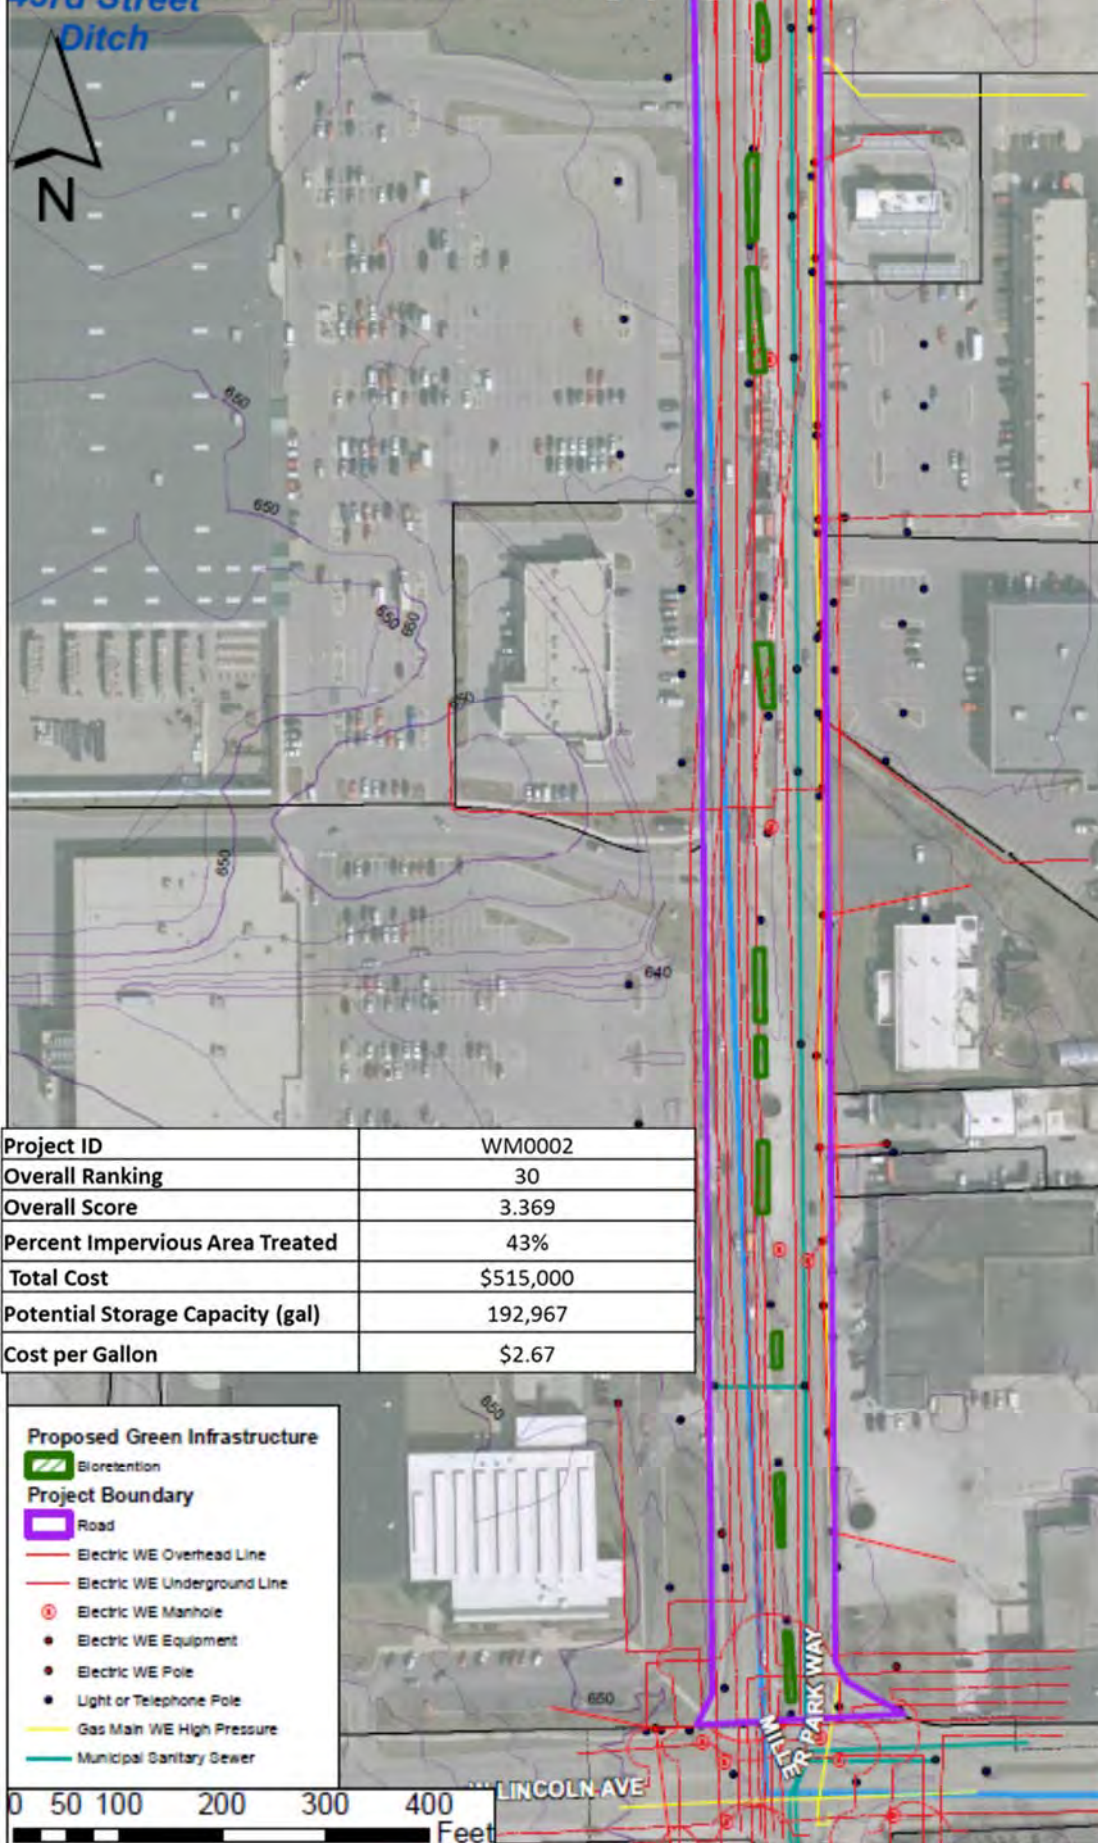 43rd Street
Ditch
N
650
650
650
650
650
650
640
Project ID WM0002
Overall Ranking 30
Overall Score 3.369
Percent Impervious Area Treated 43%
Total Cost $515,000
Potential Storage Capacity (gal) 192,967
Cost per Gallon $2.67
650
Proposed Green Infrastructure
Bioretention
Project Boundary
Road
Electric WE Overhead Line
Electric WE Underground Line
Electric WE Manhole
Electric WE Equipment
Electric WE Pole
Light or Telephone Pole
Gas Main WE High Pressure
Municipal Sanitary Sewer
650
MILLER PARK WAY
LINCOLN AVE
0 50 100 200 300 400
Feet